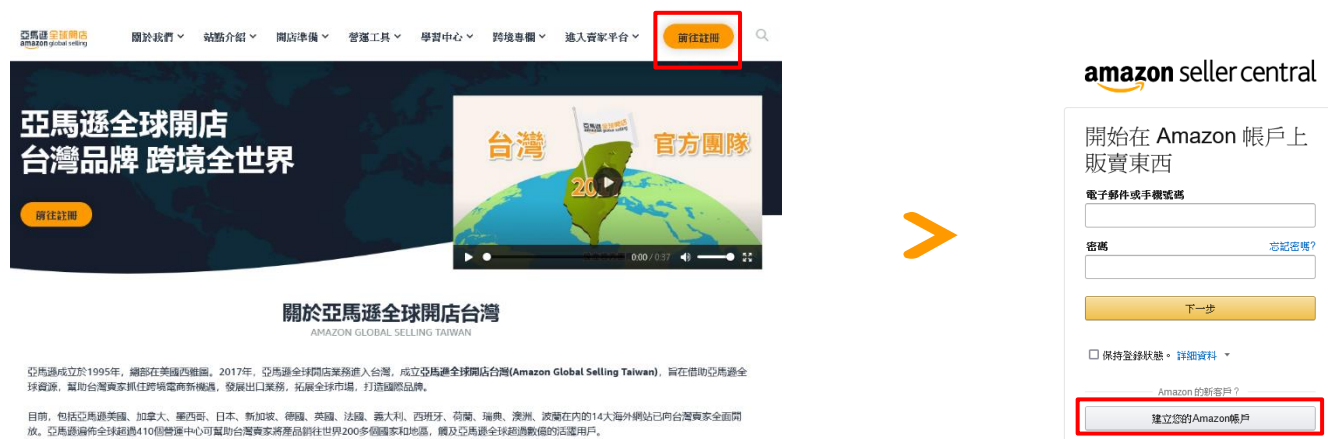 亞馬遜全球開店
amazon global selling
關於我們
站點介紹
開店準備
營運工具
學習中心
跨境專欄
進入賣家平台
前往註冊
亞馬遜全球開店
台灣品牌 跨境全世界
前往註冊
亞馬遜全球開店
台灣
官方團隊
0:00 / 0:37
關於亞馬遜全球開店台灣
AMAZON GLOBAL SELLING TAIWAN
亞馬遜成立於1995年，總部在美國西雅圖。2017年，亞馬遜全球開店業務進入台灣，成立亞馬遜全球開店台灣(Amazon Global Selling Taiwan)，旨在借助亞馬遜全
球資源，幫助台灣賣家抓住跨境電商新機遇，發展出口業務，拓展全球市場，打造國際品牌。
目前，包括亞馬遜美國、加拿大、墨西哥、日本、新加坡、德國、英國、法國、義大利、西班牙、荷蘭、瑞典、澳洲、波蘭在內的14大海外網站已向台灣賣家全面開
放。亞馬遜遍佈全球超過410個營運中心可幫助台灣賣家將產品銷往世界200多個國家和地區，觸及亞馬遜全球超過數億的活躍用戶。
amazon seller central
開始在 Amazon 帳戶上
販賣東西
電子郵件或手機號碼
密碼
忘記密碼?
下一步
保持登錄狀態。 詳細資料
Amazon 的新客戶？
建立您的Amazon帳戶